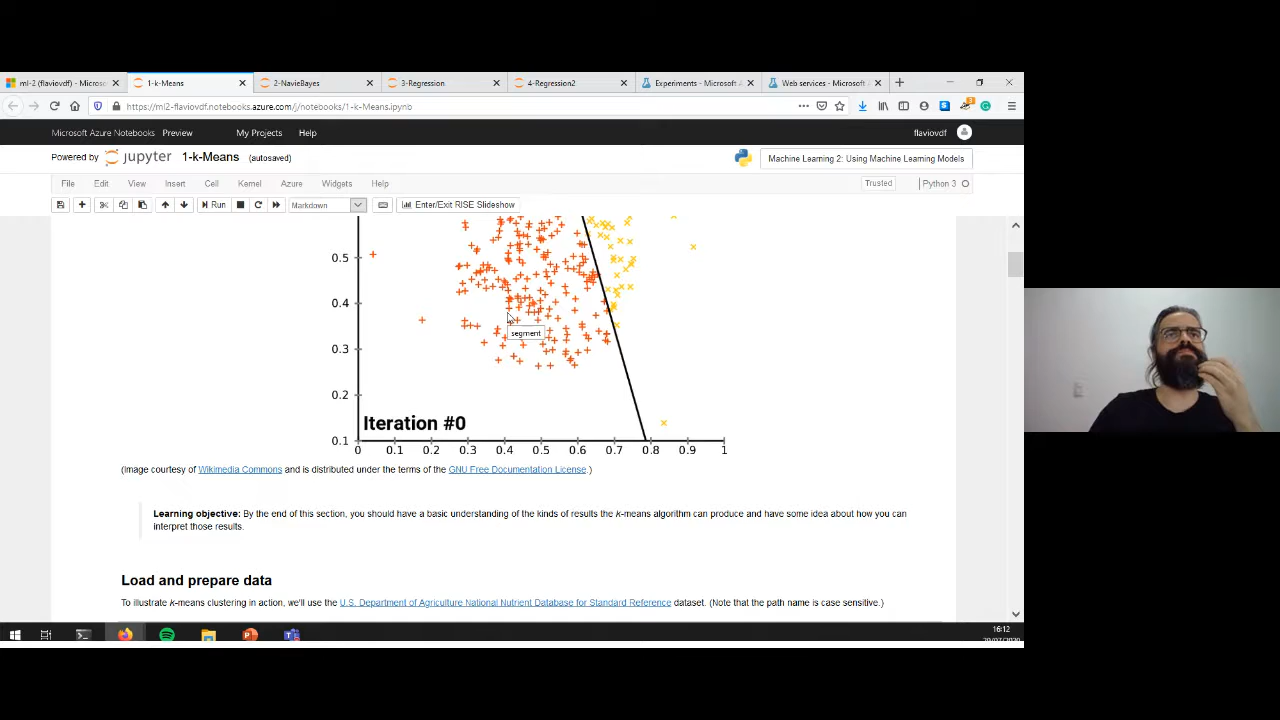 ml-2 (flaviovdf) - Microso
1-k-Means
2-NavieBayes
3-Regression
4-Regression2
Experiments - Microsoft A
Web services - Microsoft A
https://ml2-flaviovdf.notebooks.azure.com/j/notebooks/1-k-Means.ipynb
3
Microsoft Azure Notebooks Preview My Projects Help flaviovdf
Powered by jupyter 1-k-Means (autosaved) Machine Learning 2: Using Machine Learning Models
File Edit View Insert Cell Kernel Azure Widgets Help Trusted Python 3
Run Markdown Enter/Exit RISE Slideshow
0.5
0.4
segment
0.3
0.2
Iteration #0
0.1
0 0.1 0.2 0.3 0.4 0.5 0.6 0.7 0.8 0.9 1
(Image courtesy of Wikimedia Commons and is distributed under the terms of the GNU Free Documentation License.)
Learning objective: By the end of this section, you should have a basic understanding of the kinds of results the k-means algorithm can produce and have some idea about how you can
interpret those results.
Load and prepare data
To illustrate k-means clustering in action, we'll use the U.S. Department of Agriculture National Nutrient Database for Standard Reference dataset. (Note that the path name is case sensitive.)
16:12